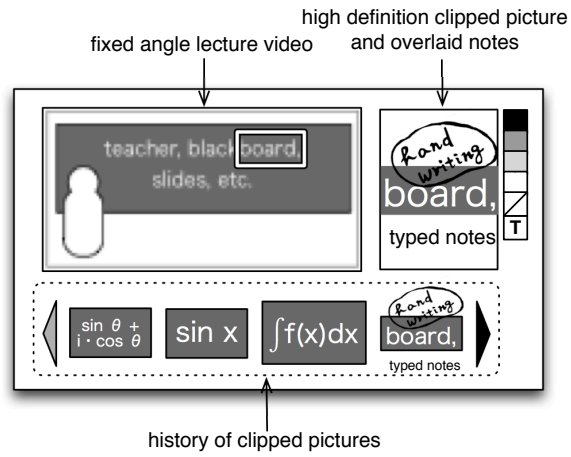 high definition clipped picture
and overlaid notes
fixed angle lecture video
teacher, blackboard,
slides, etc.
hand
writing
board,
typed notes
T
sin θ +
i · cos θ
sin x
∫f(x)dx
hand
writing
board,
typed notes
history of clipped pictures